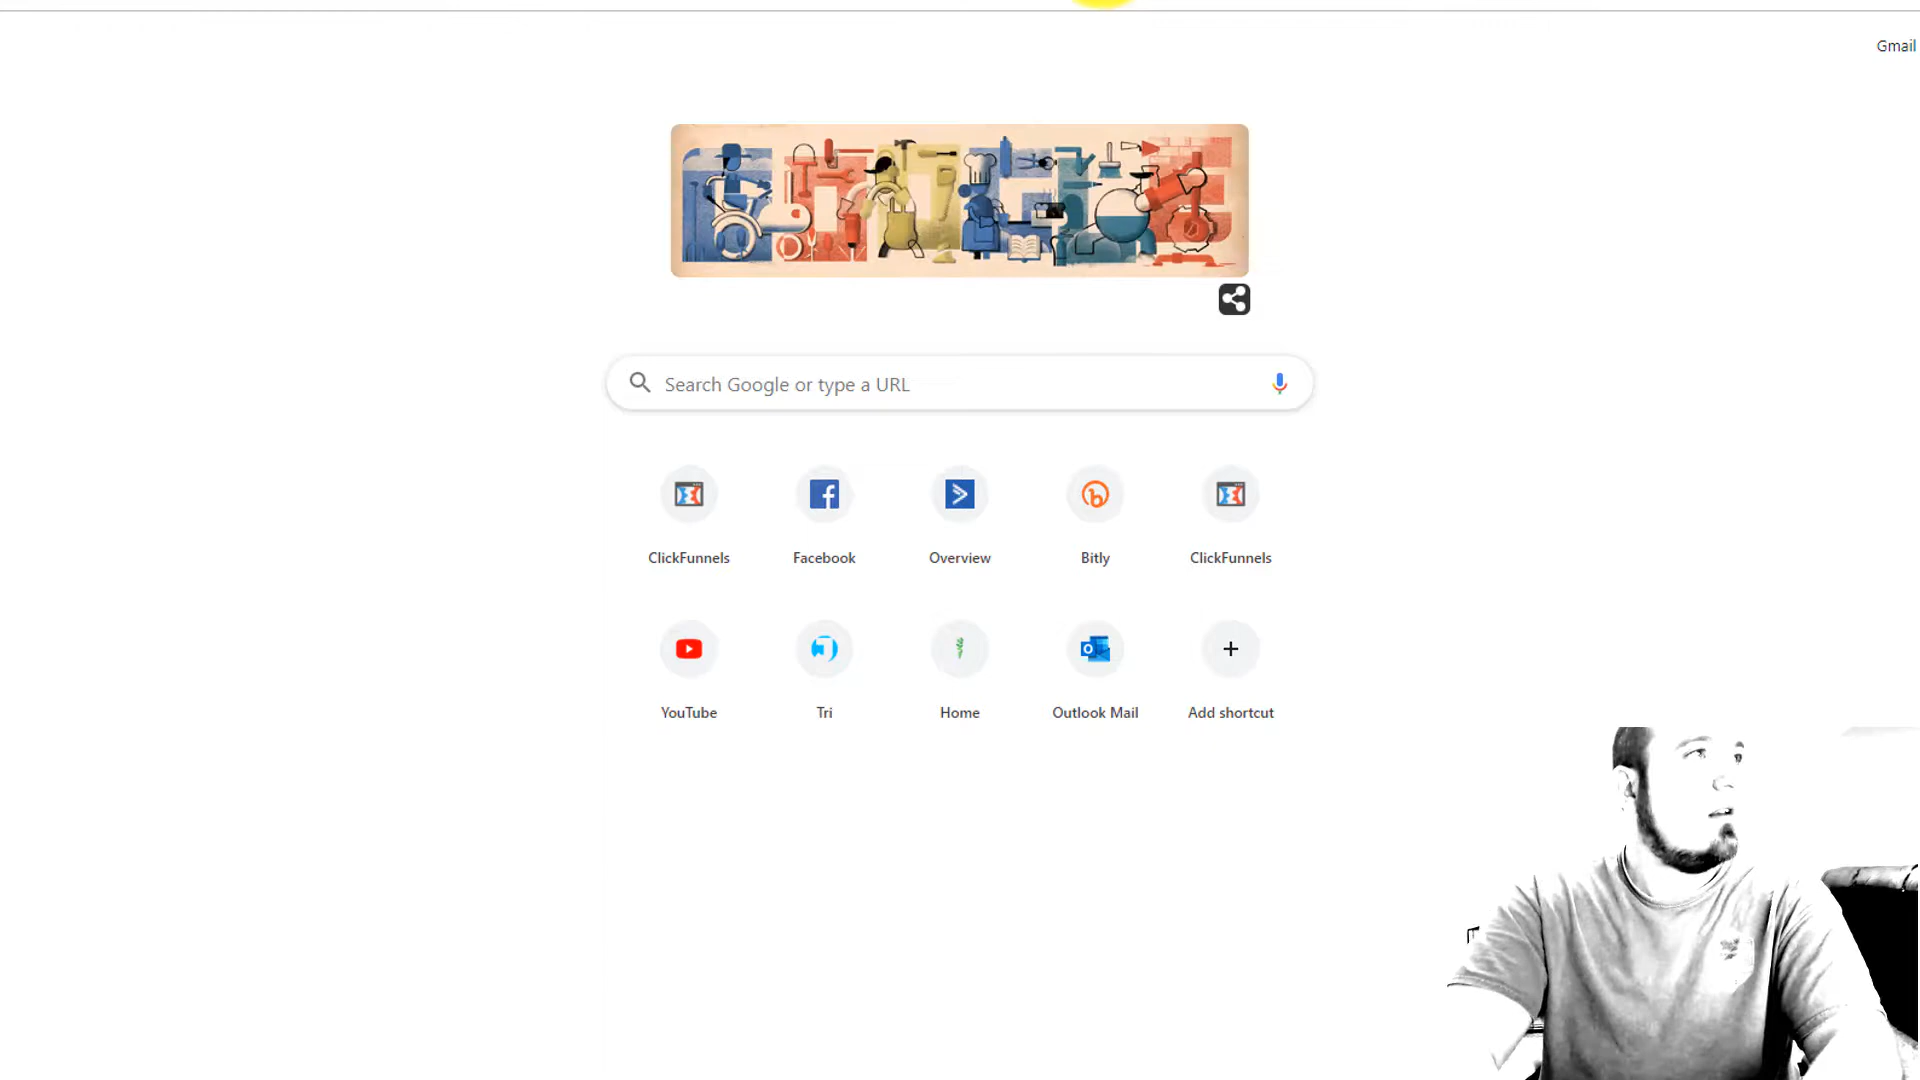 Gmail
Search Google or type a URL
ClickFunnels
Facebook
Overview
Bitly
ClickFunnels
YouTube
Tri
Home
Outlook Mail
Add shortcut